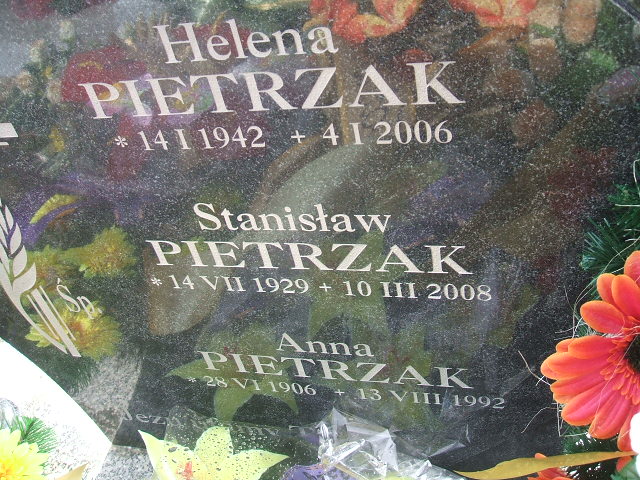 Helena
PIETRZAK
* 14 I 1942 + 4 I 2006
Stanisław
PIETRZAK
* 14 VII 1929 + 10 III 2008
Śp.
Anna
PIETRZAK
* 28 VI 1906 + 13 VIII 1992